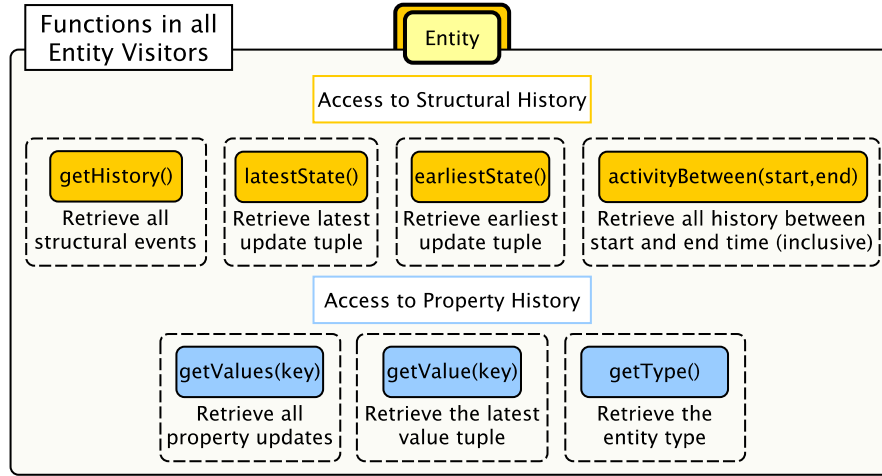 Functions in all
Entity Visitors
Entity
Access to Structural History
getHistory()
Retrieve all
structural events
latestState()
Retrieve latest
update tuple
earliestState()
Retrieve earliest
update tuple
activityBetween(start,end)
Retrieve all history between
start and end time (inclusive)
Access to Property History
getValues(key)
Retrieve all
property updates
getValue(key)
Retrieve the latest
value tuple
getType()
Retrieve the
entity type